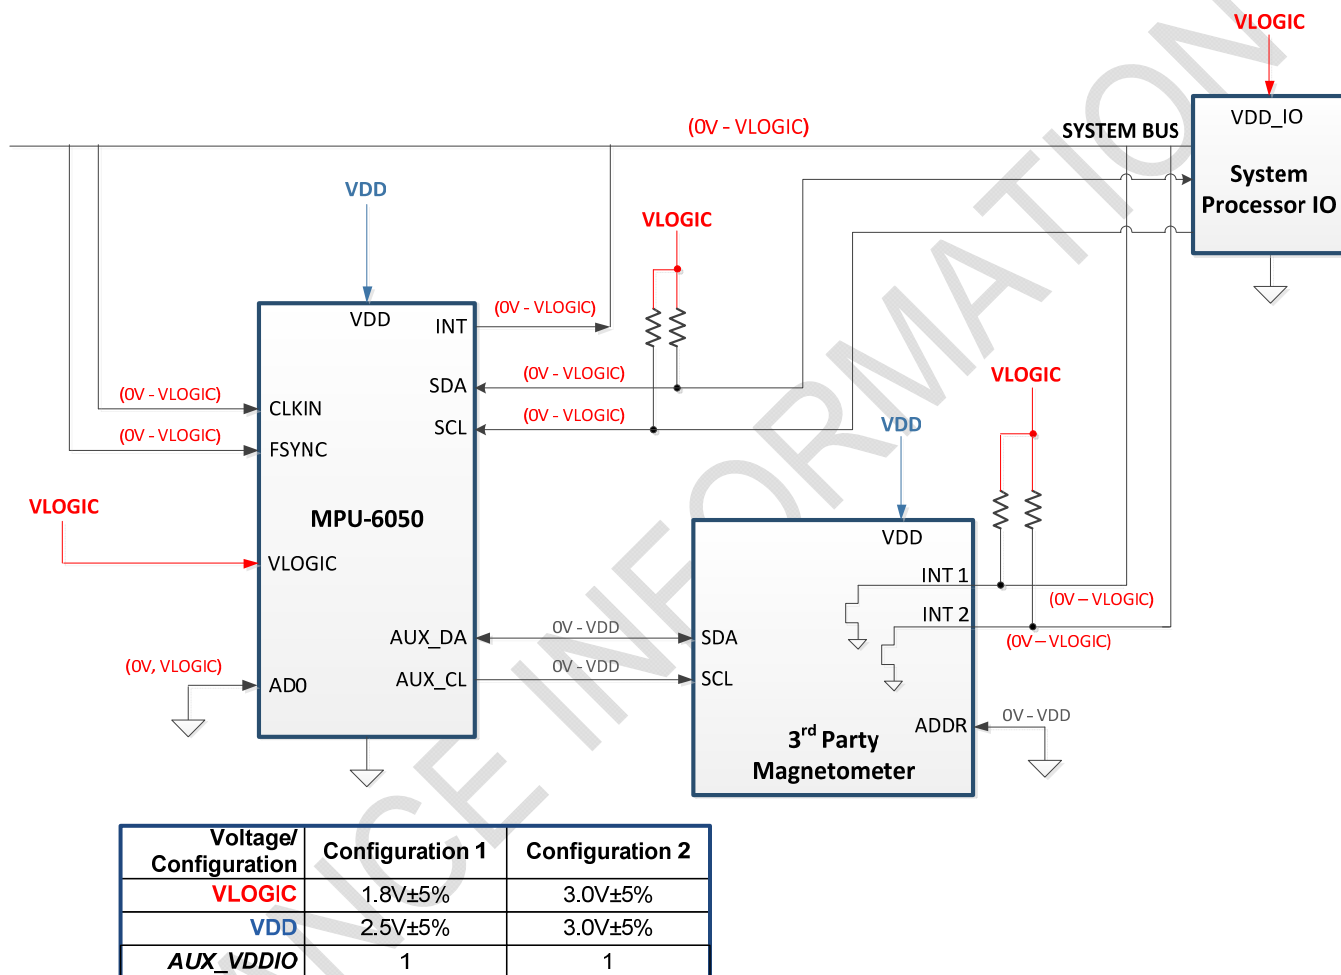 VLOGIC
VDD_IO
System
Processor IO
(0V - VLOGIC)
SYSTEM BUS
VDD
VLOGIC
(0V - VLOGIC)
VDD
INT
SDA
(0V - VLOGIC)
SCL
(0V - VLOGIC)
(0V - VLOGIC)
CLKIN
(0V - VLOGIC)
FSYNC
VLOGIC
MPU-6050
VLOGIC
AUX_DA
0V - VDD
AUX_CL
0V - VDD
(0V, VLOGIC)
AD0
VLOGIC
VDD
VDD
INT 1
(0V – VLOGIC)
INT 2
(0V – VLOGIC)
SDA
SCL
ADDR
0V - VDD
3rd Party
Magnetometer
Voltage/
Configuration Configuration 1 Configuration 2
VLOGIC 1.8V±5% 3.0V±5%
VDD 2.5V±5% 3.0V±5%
AUX_VDDIO 1 1
ANCE INFORMATION